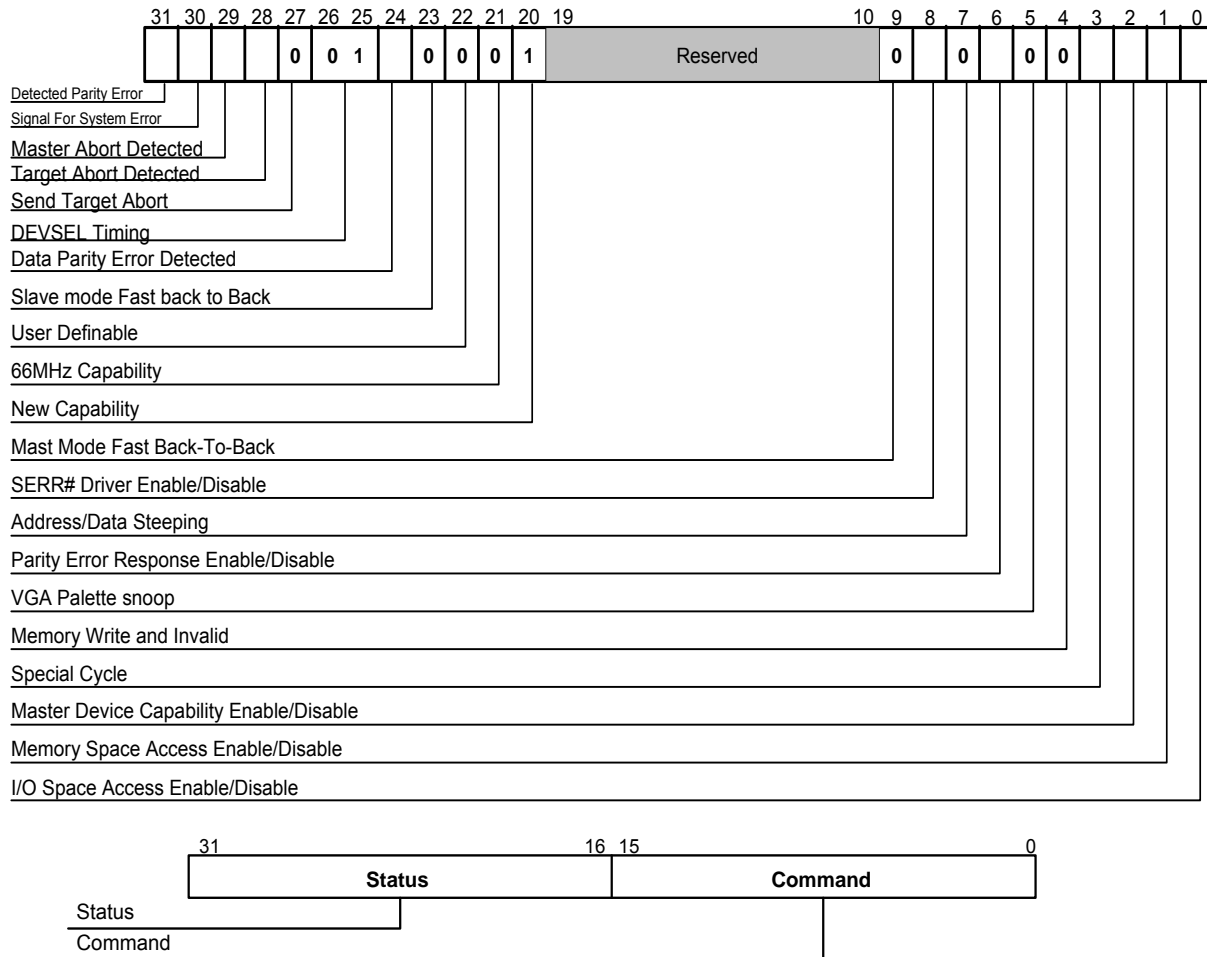 31 30 29 28 27 26 25 24 23 22 21 20 19 10 9 8 7 6 5 4 3 2 1 0
0 0 1 0 0 0 1 Reserved 0 0 0 0
Detected Parity Error
Signal For System Error
Master Abort Detected
Target Abort Detected
Send Target Abort
DEVSEL Timing
Data Parity Error Detected
Slave mode Fast back to Back
User Definable
66MHz Capability
New Capability
Mast Mode Fast Back-To-Back
SERR# Driver Enable/Disable
Address/Data Steeping
Parity Error Response Enable/Disable
VGA Palette snoop
Memory Write and Invalid
Special Cycle
Master Device Capability Enable/Disable
Memory Space Access Enable/Disable
I/O Space Access Enable/Disable
31 16 15 0
Status Command
Status
Command